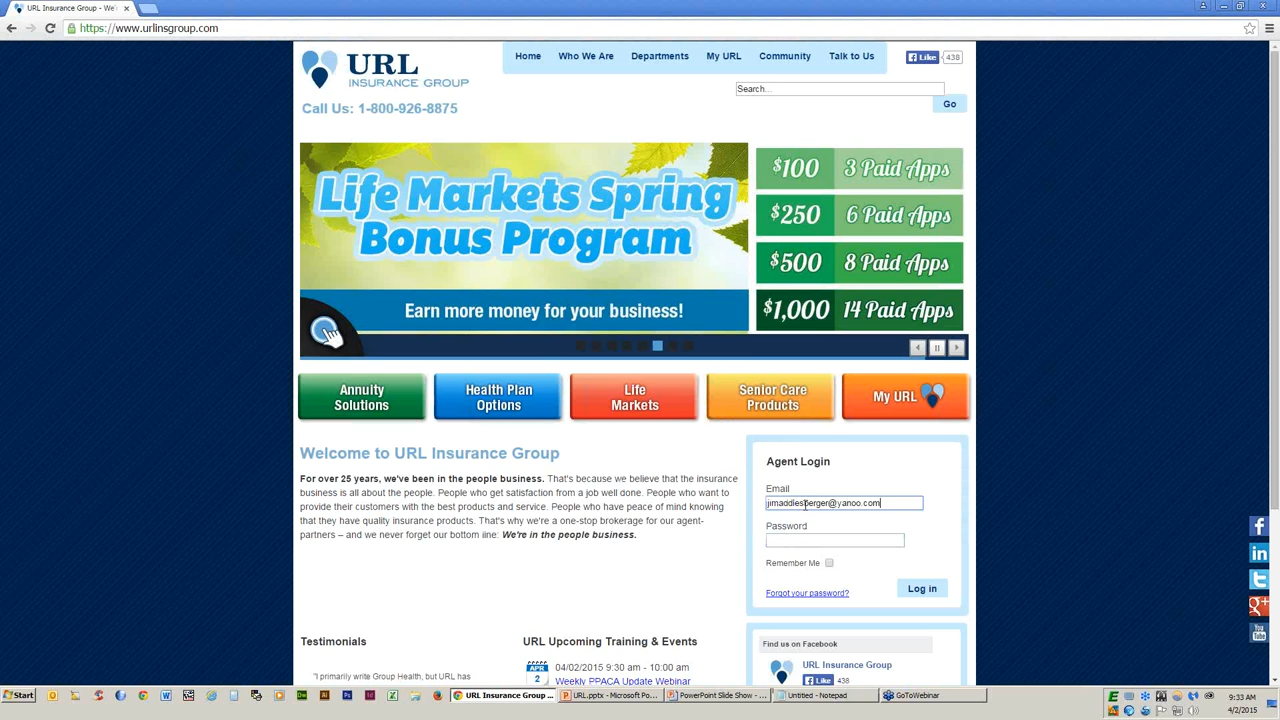 URL Insurance Group - We'
https://www.urlinsgroup.com
URL
INSURANCE GROUP
Call Us: 1-800-926-8875
Home Who We Are Departments My URL Community Talk to Us
Like 438
Search...
Go
Life Markets Spring
Bonus Program
Earn more money for your business!
$100 3 Paid Apps
$250 6 Paid Apps
$500 8 Paid Apps
$1,000 14 Paid Apps
Annuity
Solutions
Health Plan
Options
Life
Markets
Senior Care
Products
My URL
Welcome to URL Insurance Group
For over 25 years, we've been in the people business. That's because we believe that the insurance
business is all about the people. People who get satisfaction from a job well done. People who want to
provide their customers with the best products and service. People who have peace of mind knowing
that they have quality insurance products. That's why we're a one-stop brokerage for our agent-
partners – and we never forget our bottom line: We're in the people business.
Agent Login
Email
jimaddlesberger@yahoo.com
Password
Remember Me
Forgot your password?
Log in
Testimonials
"I primarily write Group Health, but URL has
URL Upcoming Training & Events
APR
2
04/02/2015 9:30 am - 10:00 am
Weekly PPACA Update Webinar
Find us on Facebook
URL Insurance Group
Like 438
f
in
t
g+
You
Tube
Start
URL Insurance Group ...
URL.pptx - Microsoft Po...
PowerPoint Slide Show - ...
Untitled - Notepad
GoToWebinar
9:33 AM
4/2/2015